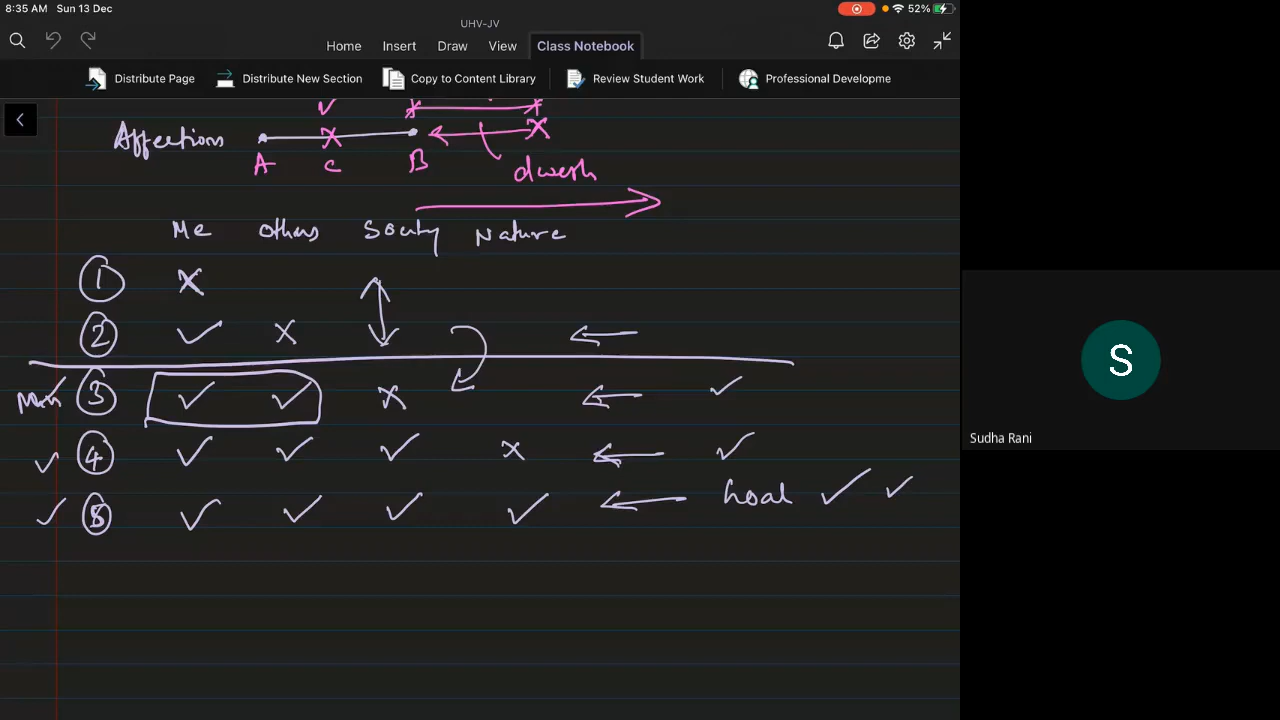 8:35 AM Sun 13 Dec 52%
UHV-JV
Home Insert Draw View Class Notebook
Distribute Page Distribute New Section Copy to Content Library Review Student Work Professional Developme
Affections
A C B dwesh
Me Others Society Nature
① X
② ✓ X
Min ③ ✓ ✓ X ✓
✓ ④ ✓ ✓ ✓ X ✓
✓ ⑤ ✓ ✓ ✓ ✓ Goal ✓ ✓
S
Sudha Rani